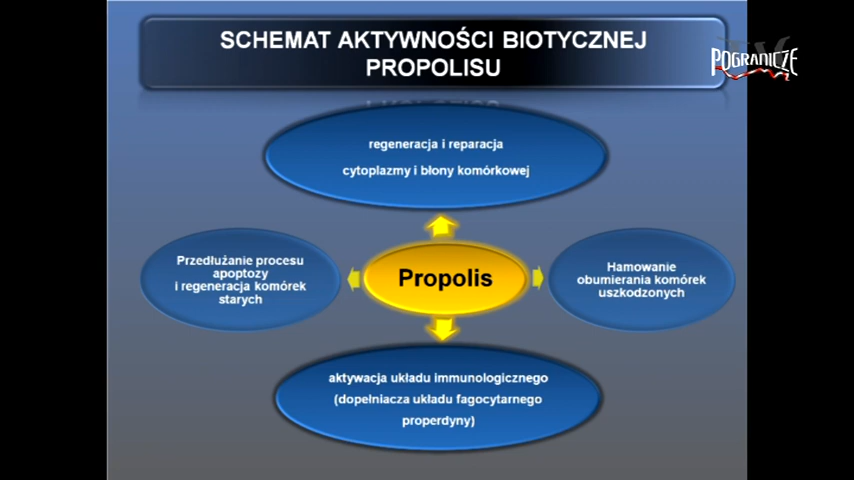 SCHEMAT AKTYWNOŚCI BIOTYCZNEJ
PROPOLISU
TV
POGRANICZE
regeneracja i reparacja
cytoplazmy i błony komórkowej
Przedłużanie procesu
apoptozy
i regeneracja komórek
starych
Propolis
Hamowanie
obumierania komórek
uszkodzonych
aktywacja układu immunologicznego
(dopełniacza układu fagocytarnego
properdyny)